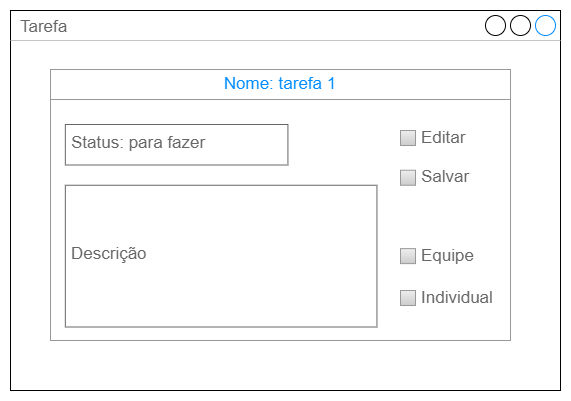 Tarefa
Nome: tarefa 1
Status: para fazer
Editar
Salvar
Descrição
Equipe
Individual